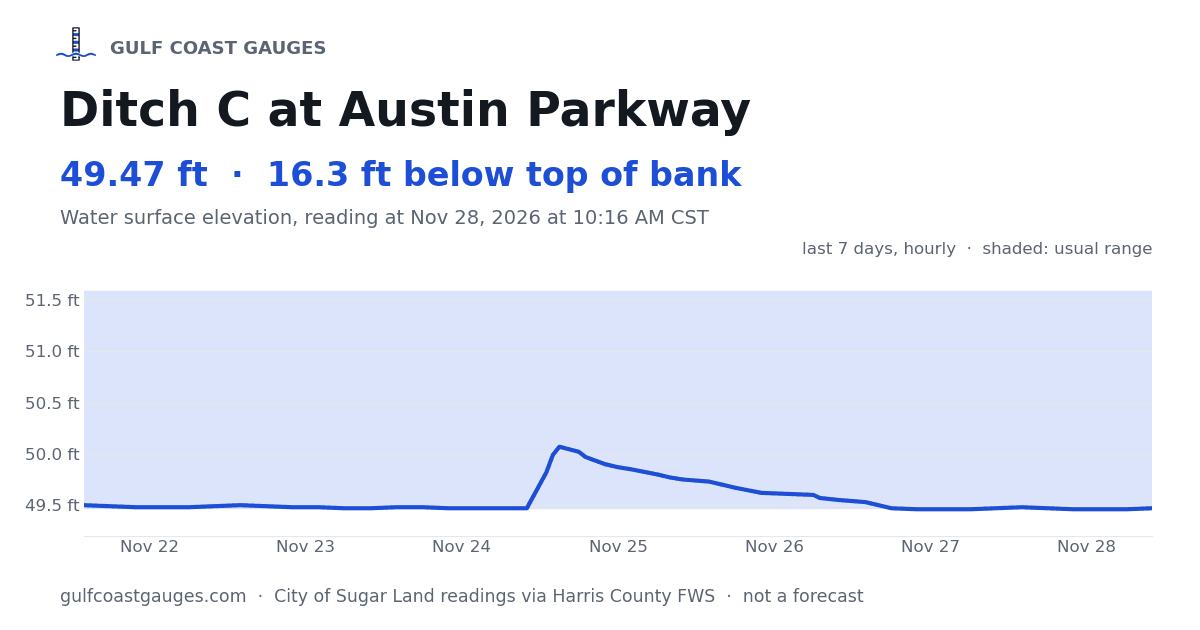 GULF COAST GAUGES
Ditch C at Austin Parkway
49.47 ft · 16.3 ft below top of bank
Water surface elevation, reading at Nov 28, 2026 at 10:16 AM CST
last 7 days, hourly · shaded: usual range
51.5 ft
51.0 ft
50.5 ft
50.0 ft
49.5 ft
Nov 22 Nov 23 Nov 24 Nov 25 Nov 26 Nov 27 Nov 28
gulfcoastgauges.com · City of Sugar Land readings via Harris County FWS · not a forecast